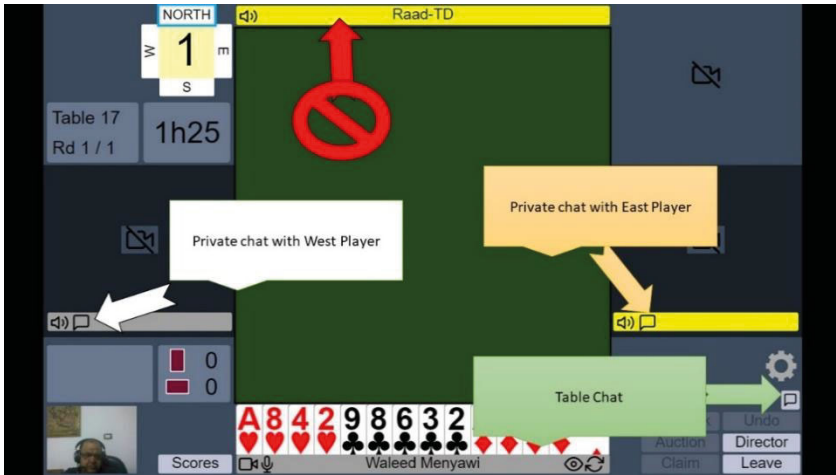 NORTH
Raad-TD
W
1
E
S
Table 17
Rd 1 / 1
1h25
Private chat with West Player
Private chat with East Player
0
0
Table Chat
A 8 4 2 9 8 6 3 2
Undo
Auction
Director
Scores
Waleed Menyawi
Claim
Leave